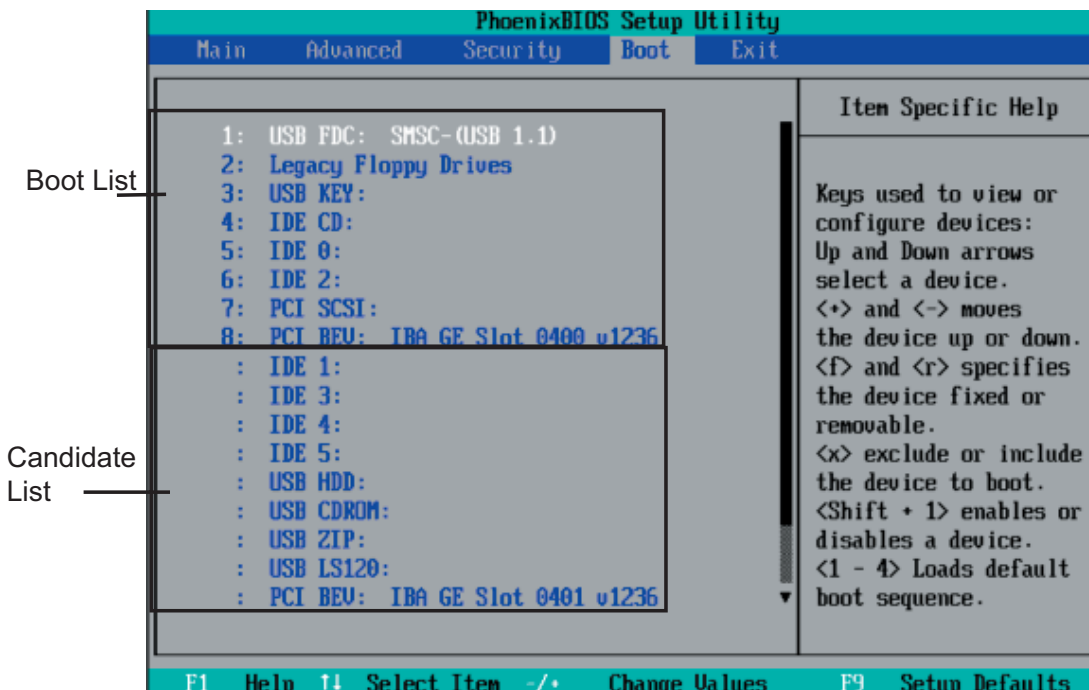 PhoenixBIOS Setup Utility
Main Advanced Security Boot Exit
Boot List
1: USB FDC: SMSC-(USB 1.1)
2: Legacy Floppy Drives
3: USB KEY:
4: IDE CD:
5: IDE 0:
6: IDE 2:
7: PCI SCSI:
8: PCI BEV: IBA GE Slot 0400 v1236
Candidate List
: IDE 1:
: IDE 3:
: IDE 4:
: IDE 5:
: USB HDD:
: USB CDROM:
: USB ZIP:
: USB LS120:
: PCI BEV: IBA GE Slot 0401 v1236
Item Specific Help
Keys used to view or
configure devices:
Up and Down arrows
select a device.
<+> and <-> moves
the device up or down.
<f> and <r> specifies
the device fixed or
removable.
<x> exclude or include
the device to boot.
<Shift + 1> enables or
disables a device.
<1 - 4> Loads default
boot sequence.
F1 Help ↑↓ Select Item -/+ Change Values F9 Setup Defaults